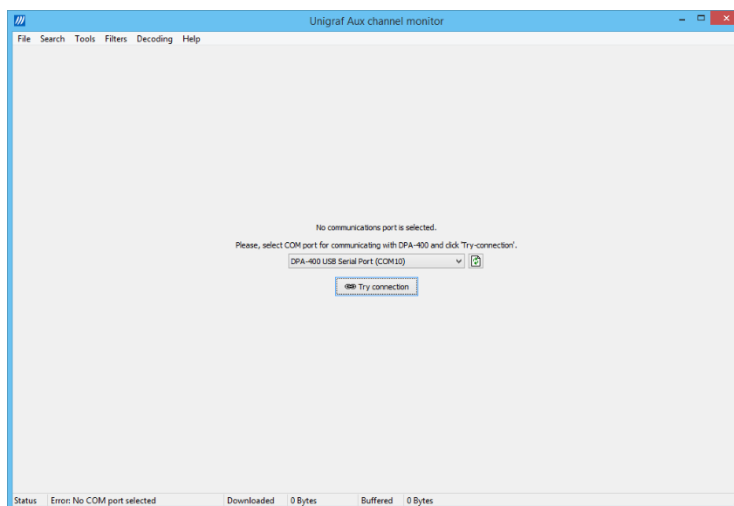 Unigraf Aux channel monitor
File Search Tools Filters Decoding Help
No communications port is selected.
Please, select COM port for communicating with DPA-400 and click 'Try-connection'.
DPA-400 USB Serial Port (COM10)
Try connection
Status Error: No COM port selected Downloaded 0 Bytes Buffered 0 Bytes